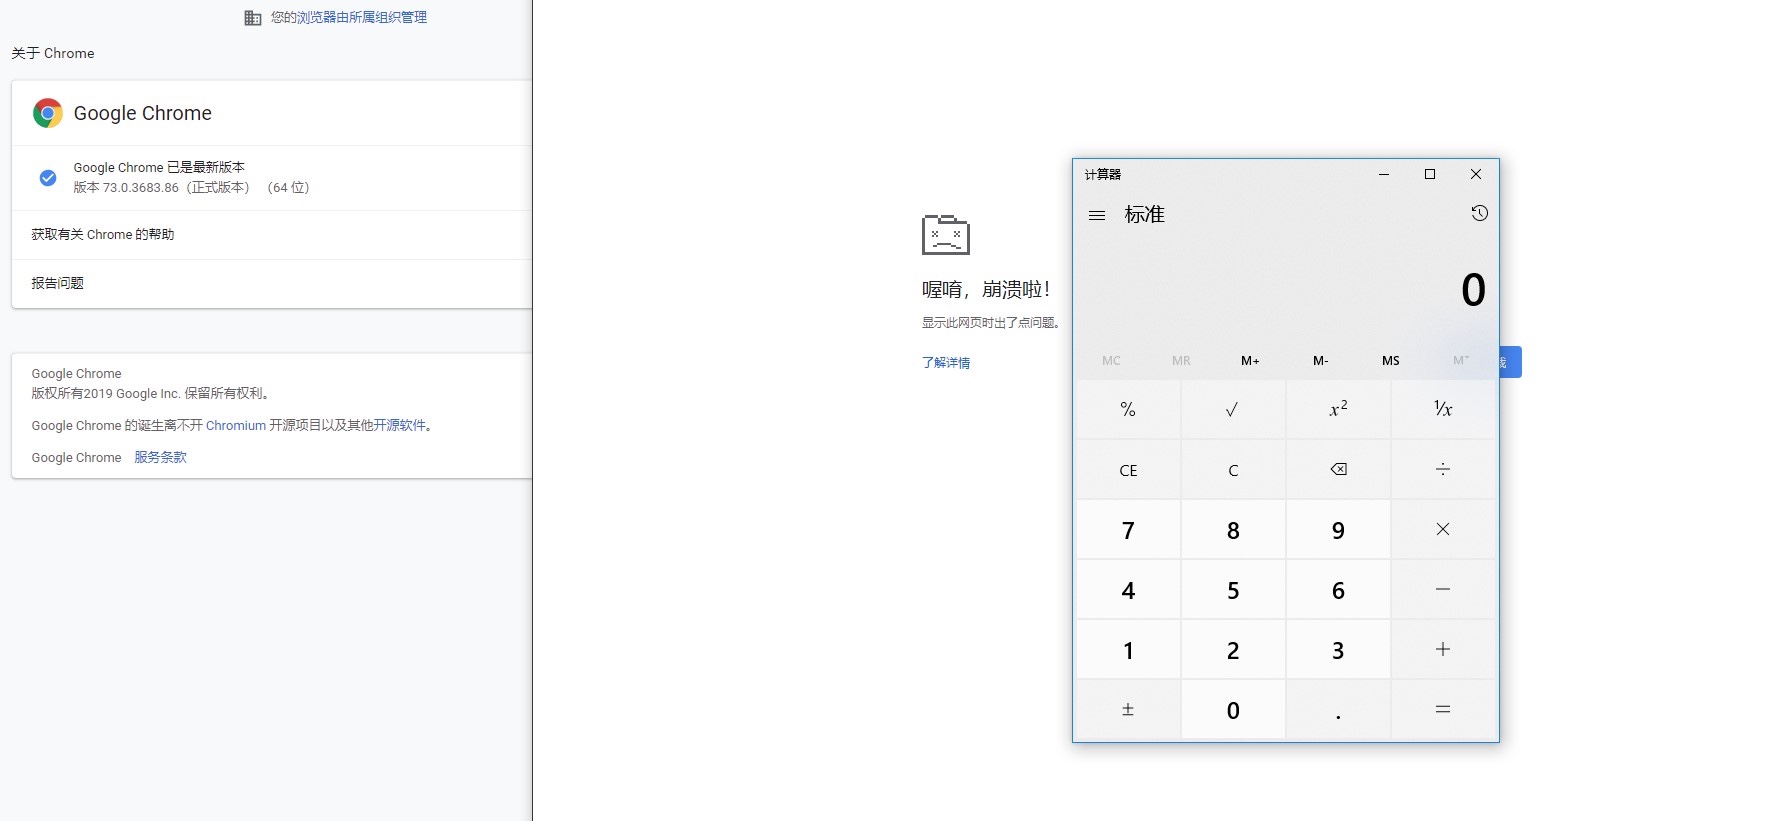 您的浏览器由所属组织管理
关于 Chrome
Google Chrome
Google Chrome 已是最新版本
版本 73.0.3683.86（正式版本） （64 位）
获取有关 Chrome 的帮助
报告问题
Google Chrome
版权所有2019 Google Inc. 保留所有权利。
Google Chrome 的诞生离不开 Chromium 开源项目以及其他开源软件。
Google Chrome 服务条款
喔唷，崩溃啦！
显示此网页时出了点问题。
了解详情
计算器
标准
0
MC MR M+ M- MS M˅
% √ x² ¹/x
CE C ÷
7 8 9 ×
4 5 6 −
1 2 3 +
± 0 . =